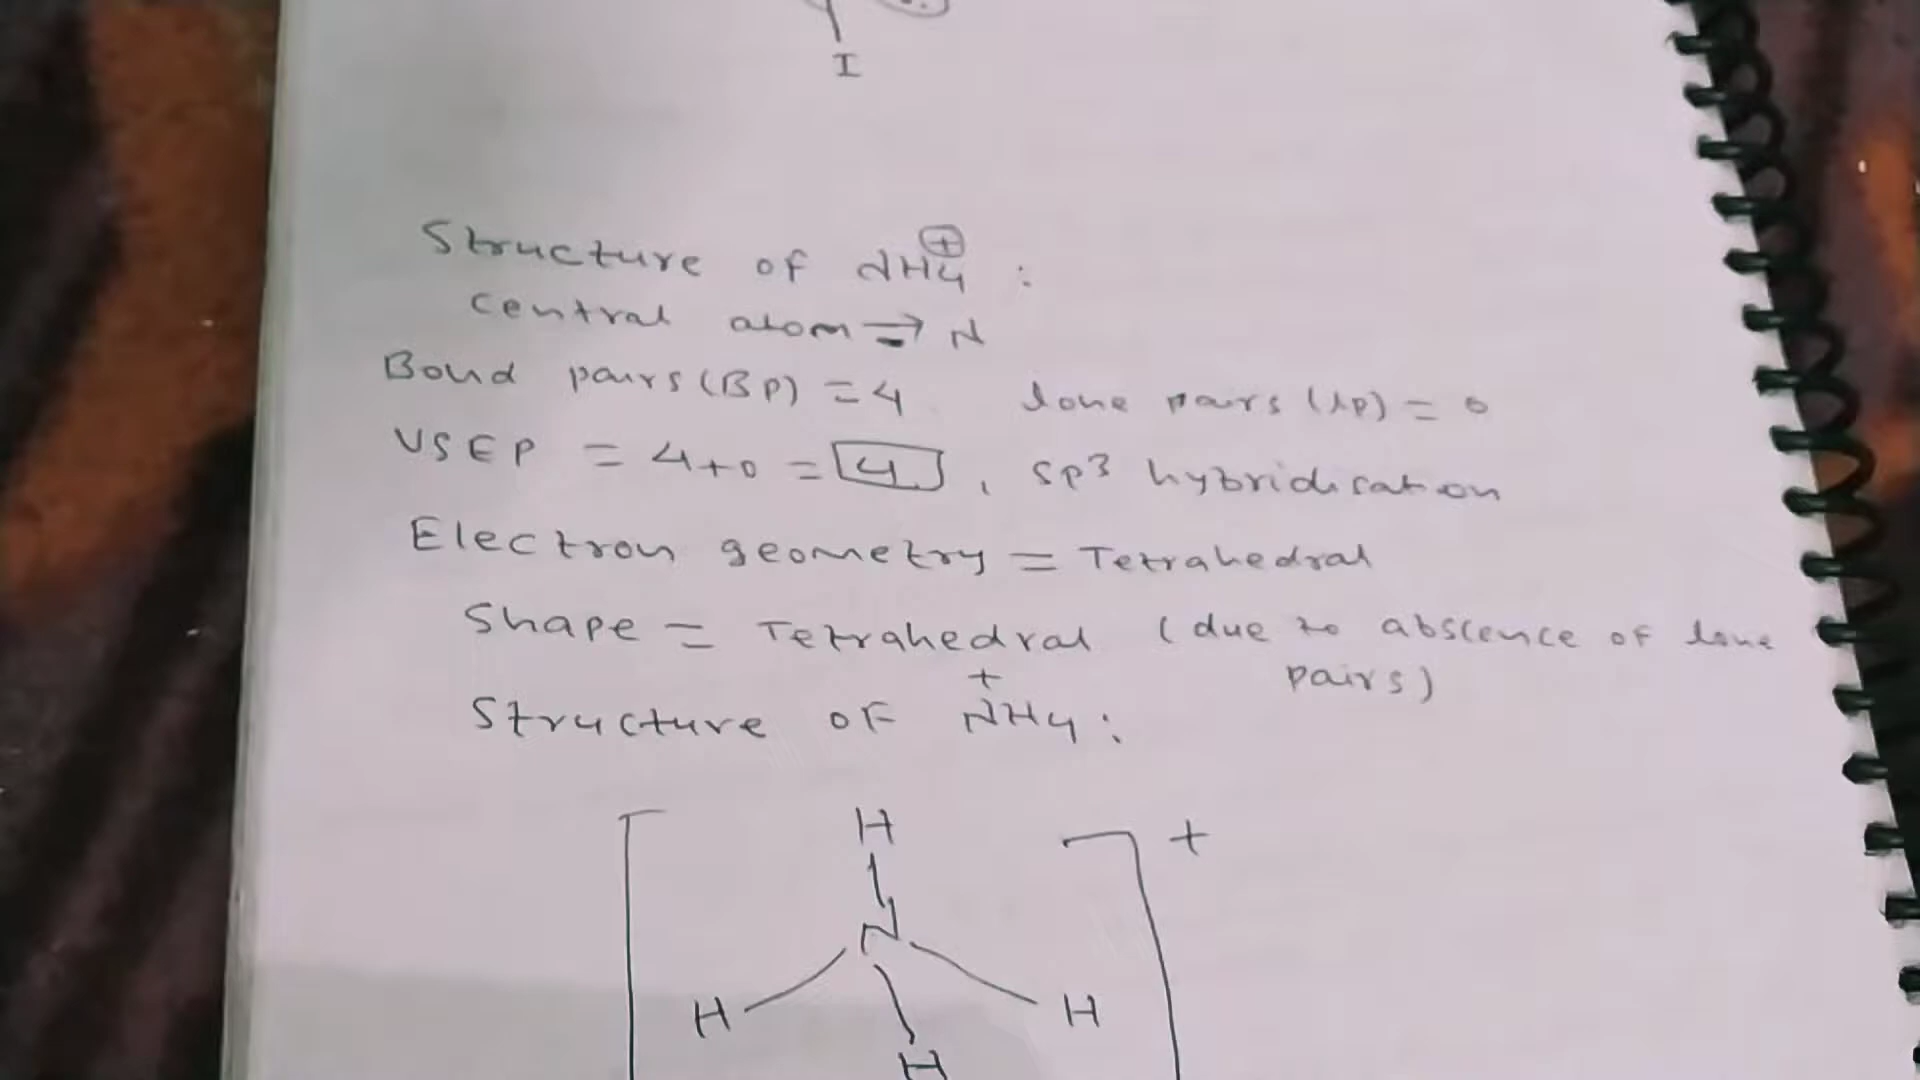 I
Structure of NH4⊕ :
central atom ⇒ N
Bond pairs (BP) = 4 lone pairs (lp) = 0
VSEP = 4+0 = 4 , sp3 hybridisation
Electron geometry = Tetrahedral
Shape = Tetrahedral (due to abscence of lone
pairs)
Structure of NH4+ :
H +
N
H H
H